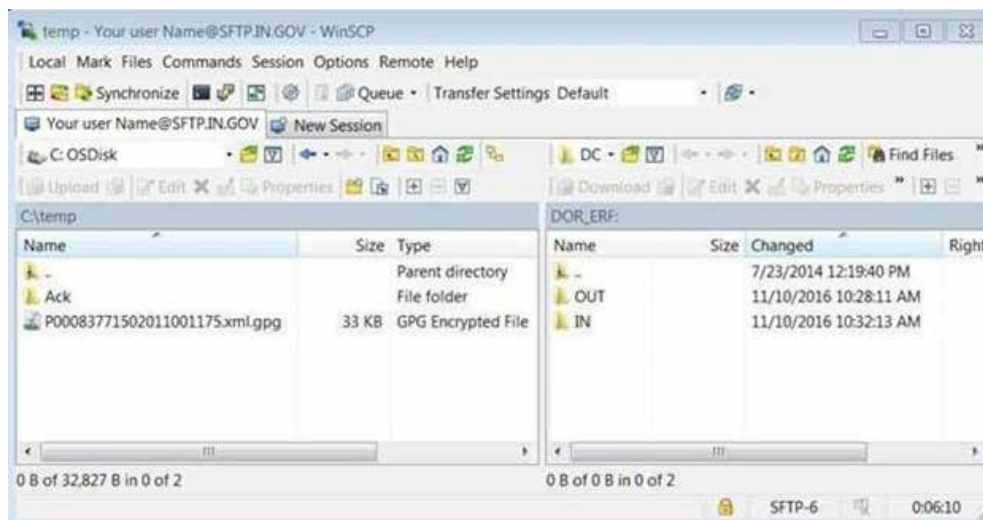 temp - Your user Name@SFTP.IN.GOV - WinSCP
Local Mark Files Commands Session Options Remote Help
Synchronize Queue Transfer Settings Default
Your user Name@SFTP.IN.GOV New Session
C: OSDisk DC Find Files
Upload Edit Properties Download Edit Properties
C:\temp DOR_ERF:
Name Size Type Name Size Changed Right
.. Parent directory .. 7/23/2014 12:19:40 PM
Ack File folder OUT 11/10/2016 10:28:11 AM
P00083771502011001175.xml.gpg 33 KB GPG Encrypted File IN 11/10/2016 10:32:13 AM
0 B of 32,827 B in 0 of 2 0 B of 0 B in 0 of 2
SFTP-6 0:06:10